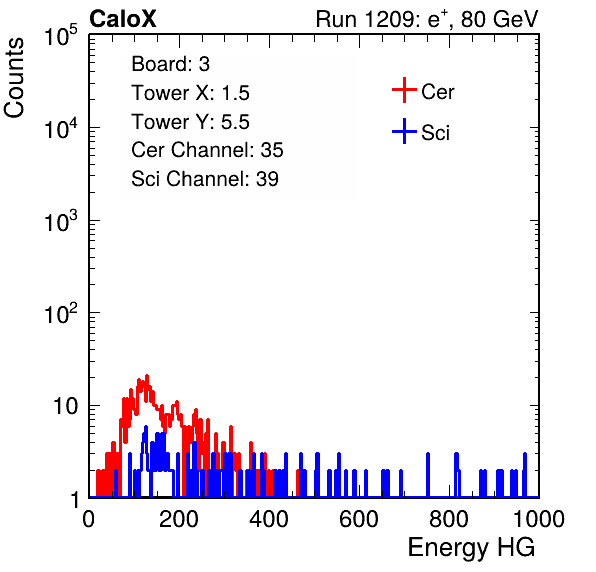 CaloX Run 1209: e⁺, 80 GeV
Counts
Board: 3
Tower X: 1.5
Tower Y: 5.5
Cer Channel: 35
Sci Channel: 39
Cer
Sci
10⁵
10⁴
10³
10²
10
1
0 200 400 600 800 1000
Energy HG